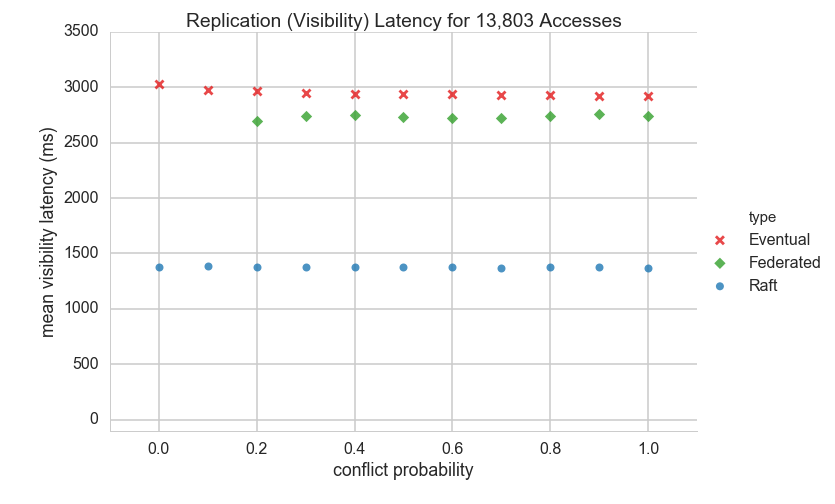 Replication (Visibility) Latency for 13,803 Accesses
3500
3000
2500
2000
1500
1000
500
0
mean visibility latency (ms)
0.0 0.2 0.4 0.6 0.8 1.0
conflict probability
type
Eventual
Federated
Raft